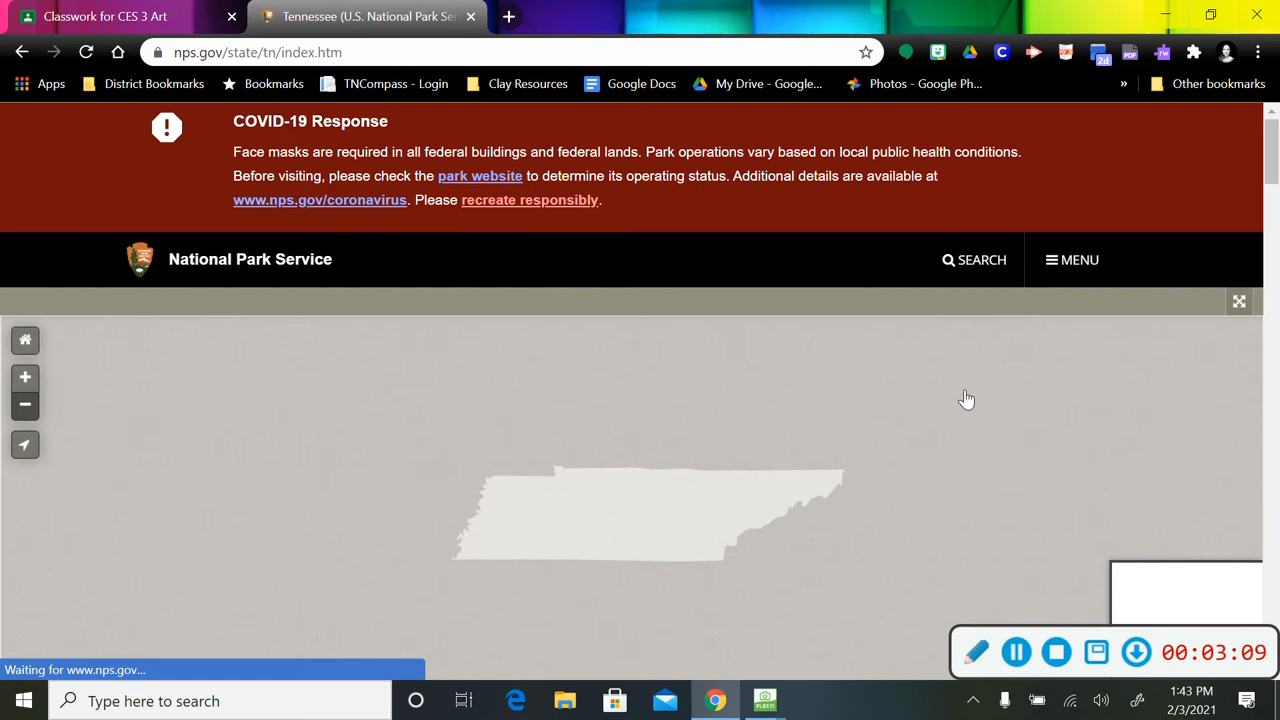 Classwork for CES 3 Art
Tennessee (U.S. National Park Ser
nps.gov/state/tn/index.htm
2d
PDF
rw
Apps
District Bookmarks
Bookmarks
TNCompass - Login
Clay Resources
Google Docs
My Drive - Google...
Photos - Google Ph...
»
Other bookmarks
COVID-19 Response
Face masks are required in all federal buildings and federal lands. Park operations vary based on local public health conditions.
Before visiting, please check the park website to determine its operating status. Additional details are available at
www.nps.gov/coronavirus. Please recreate responsibly.
National Park Service
SEARCH
MENU
Waiting for www.nps.gov...
00:03:09
Type here to search
1:43 PM
2/3/2021